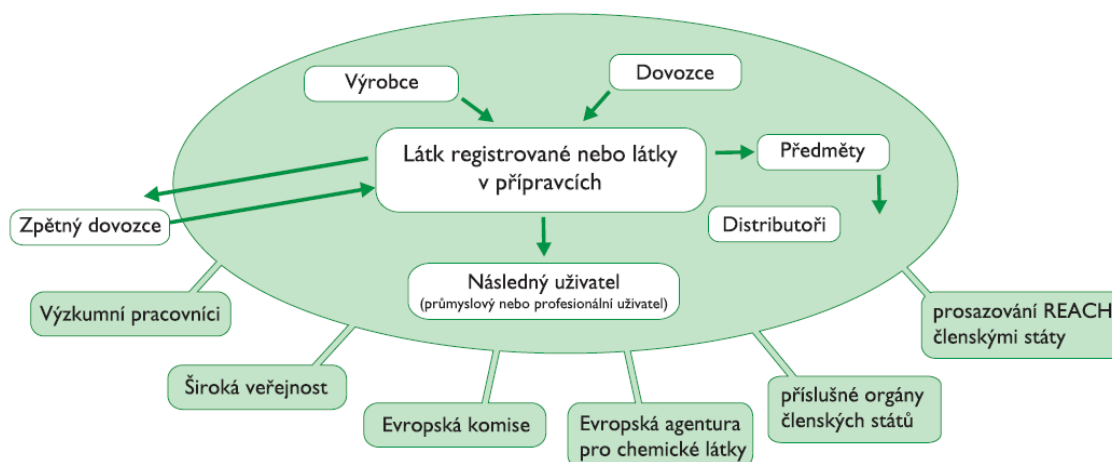 Výrobce
Dovozce
Látk registrované nebo látky
v přípravcích
Předměty
Zpětný dovozce
Distributoři
Následný uživatel
(průmyslový nebo profesionální uživatel)
Výzkumní pracovníci
prosazování REACH
členskými státy
Široká veřejnost
příslušné orgány
členských států
Evropská komise
Evropská agentura
pro chemické látky